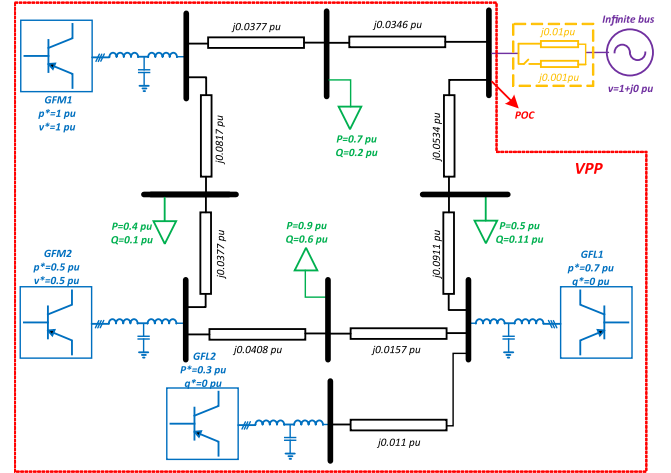 j0.0377 pu
j0.0346 pu
Infinite bus
j0.01pu
j0.001pu
v=1+j0 pu
GFM1
p*=1 pu
v*=1 pu
POC
P=0.7 pu
Q=0.2 pu
j0.0817 pu
j0.0534 pu
VPP
P=0.4 pu
Q=0.1 pu
P=0.9 pu
Q=0.6 pu
P=0.5 pu
Q=0.11 pu
GFM2
p*=0.5 pu
v*=0.5 pu
j0.0377 pu
j0.0911 pu
GFL1
p*=0.7 pu
q*=0 pu
j0.0408 pu
j0.0157 pu
GFL2
P*=0.3 pu
q*=0 pu
j0.011 pu